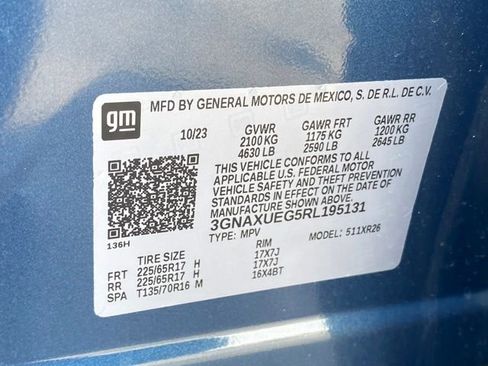 gm
MFD BY GENERAL MOTORS DE MEXICO, S. DE R.L. DE C.V.
10/23 GVWR GAWR FRT GAWR RR
2100 KG 1175 KG 1200 KG
4630 LB 2590 LB 2645 LB
THIS VEHICLE CONFORMS TO ALL
APPLICABLE U.S. FEDERAL MOTOR
VEHICLE SAFETY AND THEFT PREVENTION
STANDARDS IN EFFECT ON THE DATE
OF MANUFACTURE SHOWN ABOVE.
3GNAXUEG5RL195131
136H TYPE: MPV MODEL: 511XR26
TIRE SIZE RIM
FRT 225/65R17 H 17X7J
RR 225/65R17 H 17X7J
SPA T135/70R16 M 16X4BT